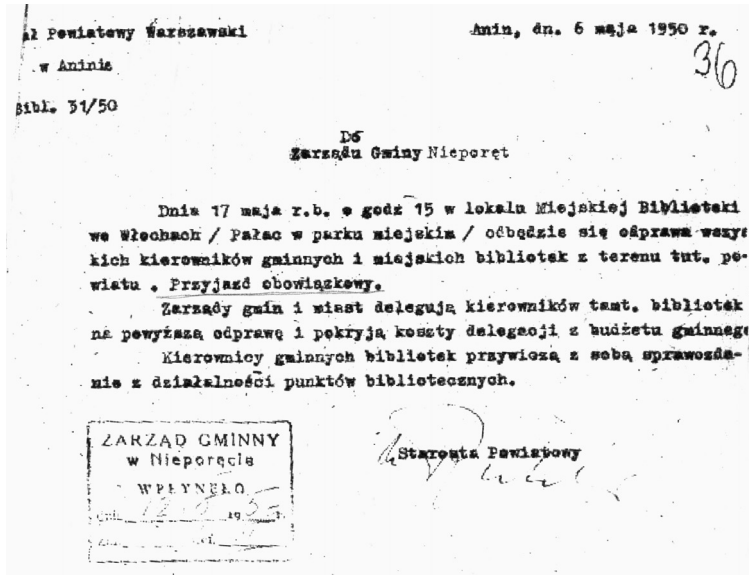 ał Powiatowy Warszawski
Anin, dn. 6 maja 1950 r.
w Aninie
36
Bibl. 31/50
Do
Zarządu Gminy Nieporęt
Dnia 17 maja r.b. o godz 15 w lokalu Miejskiej Biblioteki
we Włochach / Pałac w parku miejskim / odbędzie się odprawa wszys
kich kierowników gminnych i miejskich bibliotek z terenu tut. po-
wiatu . Przyjazd obowiązkowy.
Zarządy gmin i miast delegują kierowników tamt. bibliotek
na powyższą odprawę i pokryją koszty delegacji z budżetu gminnego
Kierownicy gminnych bibliotek przywiozą z sobą sprawozda-
nie z działalności punktów bibliotecznych.
ZARZĄD GMINNY
w Nieporęcie
WPŁYNĘŁO
19
Starosta Powiatowy